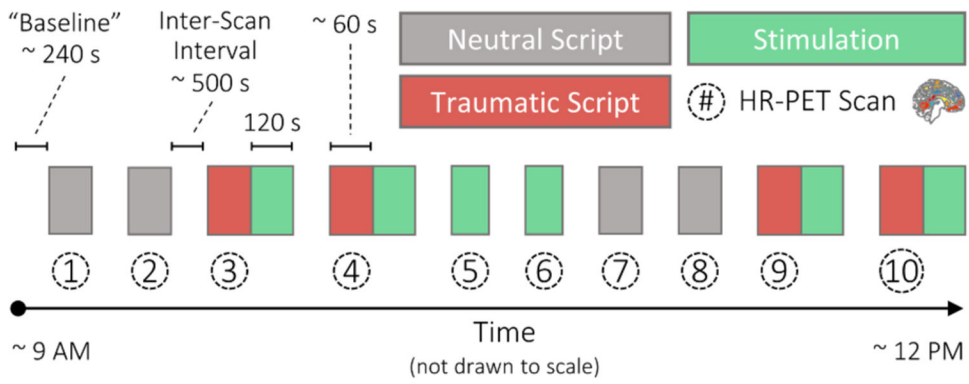 “Baseline”
~ 240 s
Inter-Scan
Interval
~ 500 s
120 s
~ 60 s
Neutral Script
Stimulation
Traumatic Script
# HR-PET Scan
1 2 3 4 5 6 7 8 9 10
Time
(not drawn to scale)
~ 9 AM
~ 12 PM